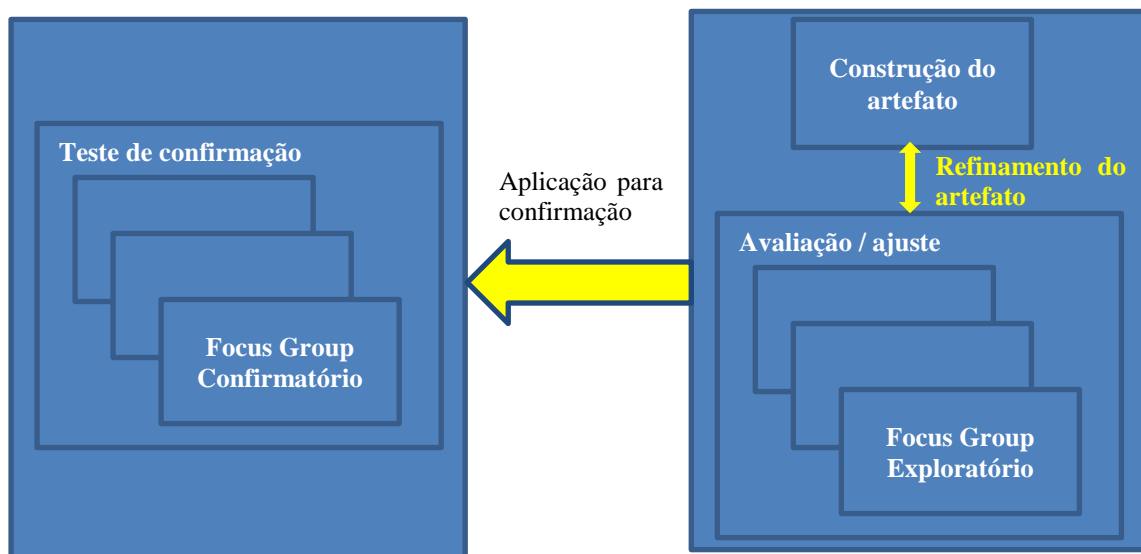 Teste de confirmação
Focus Group
Confirmatório
Aplicação para
confirmação
Construção do
artefato
Refinamento do
artefato
Avaliação / ajuste
Focus Group
Exploratório